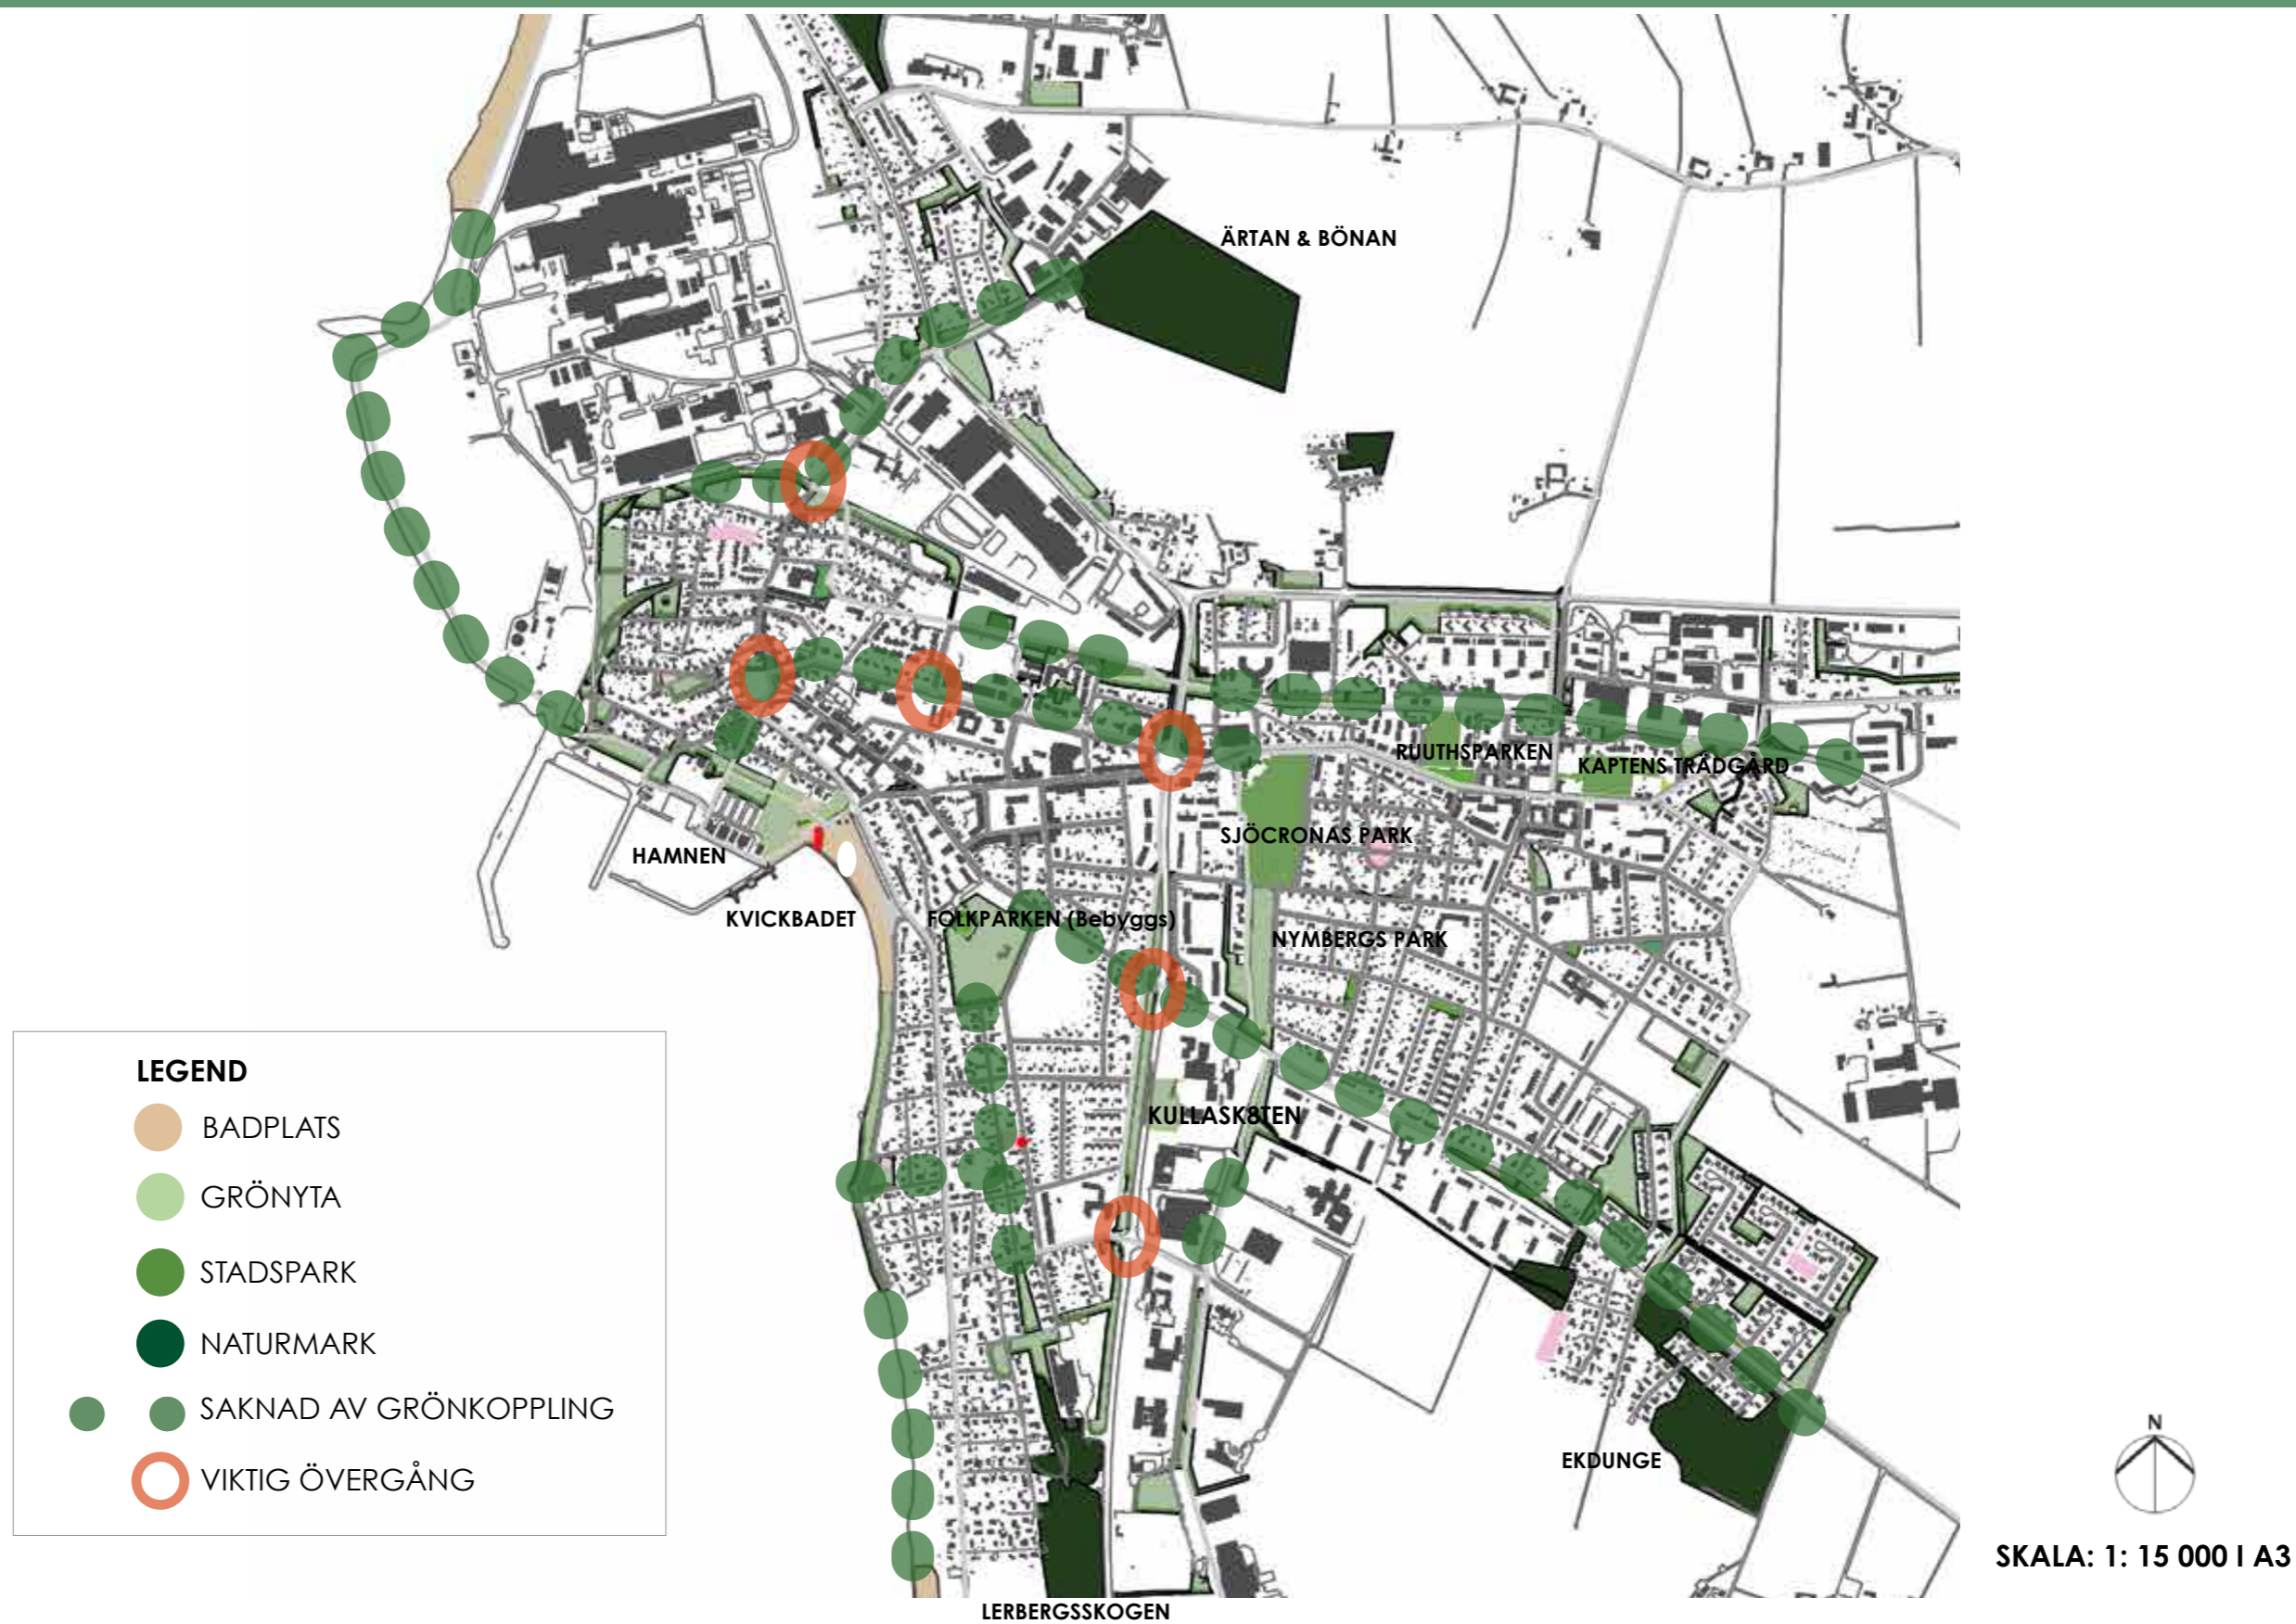 ÄRTAN & BÖNAN
RUUTHSPARKEN
KAPTENS TRÄDGÅRD
SJÖCRONAS PARK
HAMNEN
KVICKBADET
FOLKPARKEN (Bebyggs)
NYMBERGS PARK
KULLASK8TEN
EKDUNGE
LERBERGSSKOGEN
LEGEND
BADPLATS
GRÖNYTA
STADSPARK
NATURMARK
SAKNAD AV GRÖNKOPPLING
VIKTIG ÖVERGÅNG
N
SKALA: 1: 15 000 I A3